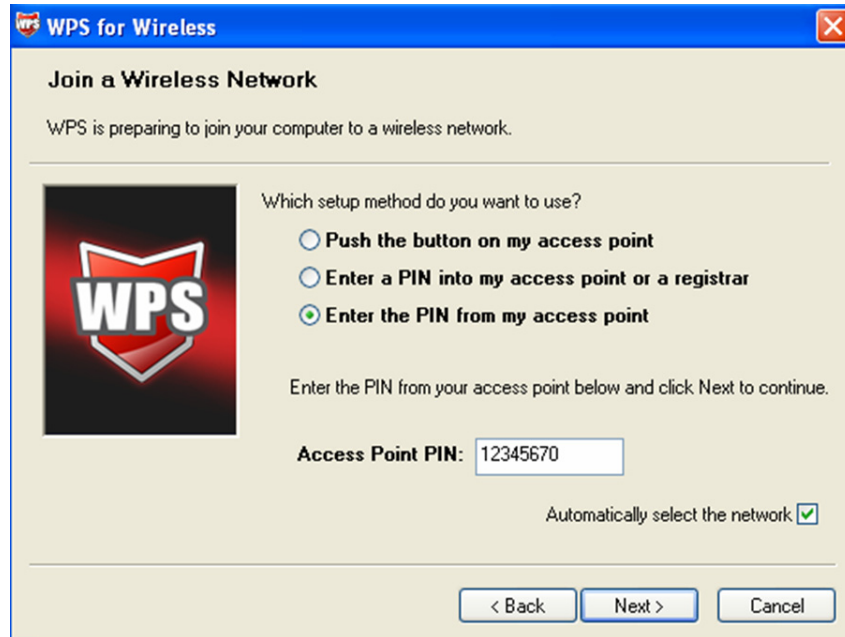 WPS for Wireless
Join a Wireless Network
WPS is preparing to join your computer to a wireless network.
Which setup method do you want to use?
Push the button on my access point
Enter a PIN into my access point or a registrar
Enter the PIN from my access point
WPS
Enter the PIN from your access point below and click Next to continue.
Access Point PIN: 12345670
Automatically select the network
< Back Next > Cancel